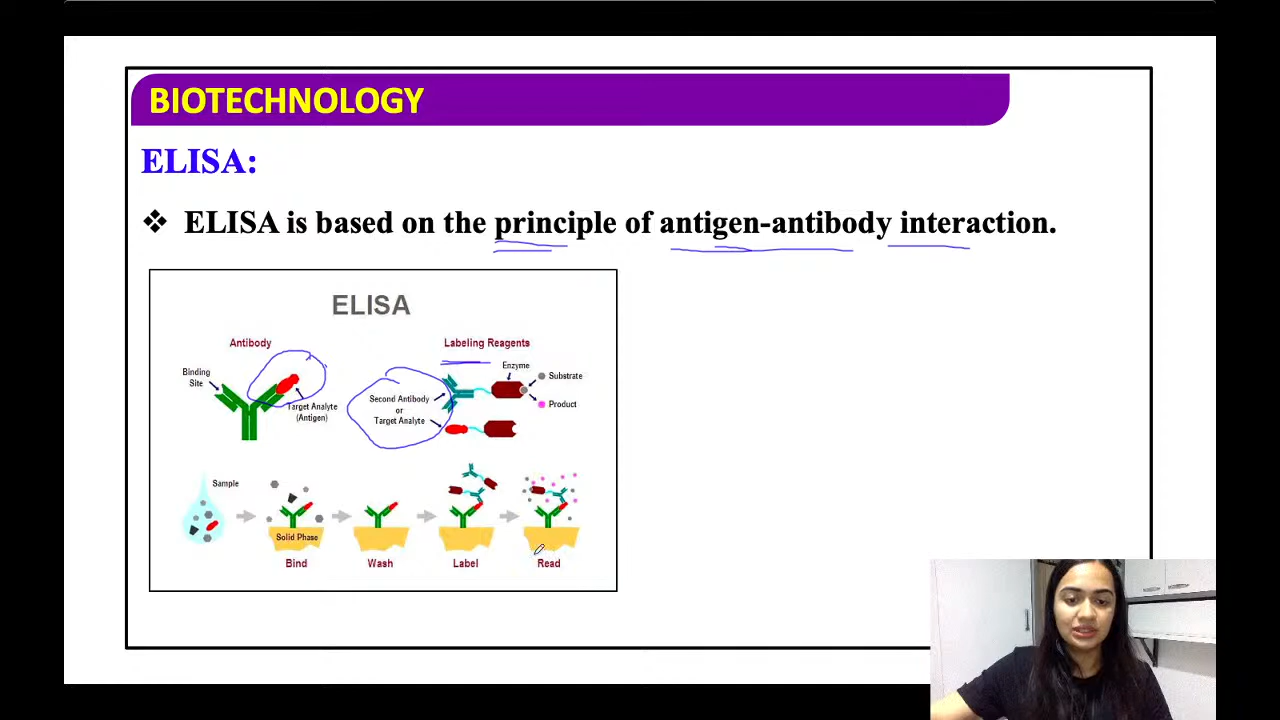 BIOTECHNOLOGY
ELISA:
❖ ELISA is based on the principle of antigen-antibody interaction.
ELISA
Antibody
Binding
Site
Target Analyte
(Antigen)
Labeling Reagents
Enzyme
Substrate
Product
Second Antibody
or
Target Analyte
Sample
Solid Phase
Bind
Wash
Label
Read